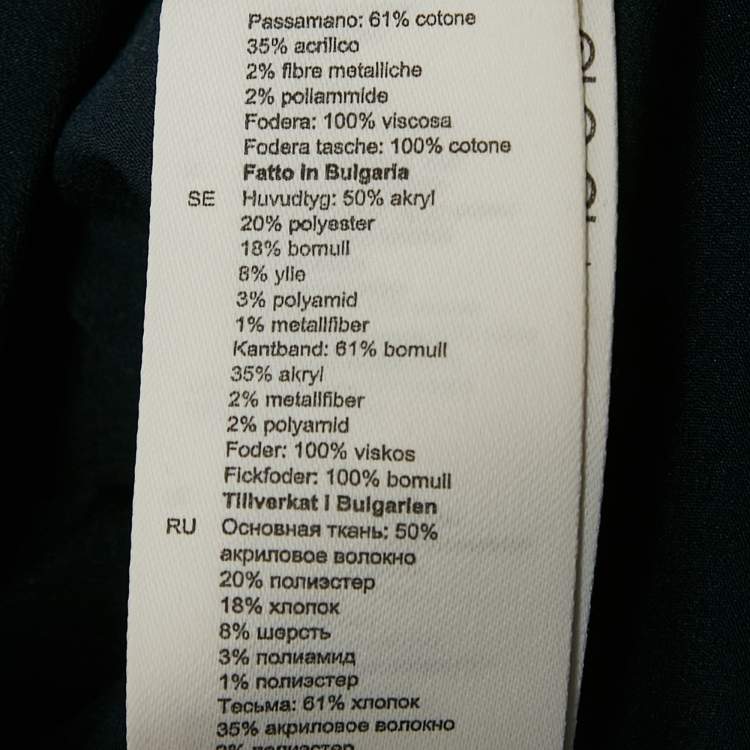 Passamano: 61% cotone
35% acrilico
2% fibre metalliche
2% poliammide
Fodera: 100% viscosa
Fodera tasche: 100% cotone
Fatto in Bulgaria
SE Huvudtyg: 50% akryl
20% polyester
18% bomull
8% ylle
3% polyamid
1% metallfiber
Kantband: 61% bomull
35% akryl
2% metallfiber
2% polyamid
Foder: 100% viskos
Fickfoder: 100% bomull
Tillverkat i Bulgarien
RU Основная ткань: 50%
акриловое волокно
20% полиэстер
18% хлопок
8% шерсть
3% полиамид
1% полиэстер
Тесьма: 61% хлопок
35% акриловое волокно
2% полиэстер